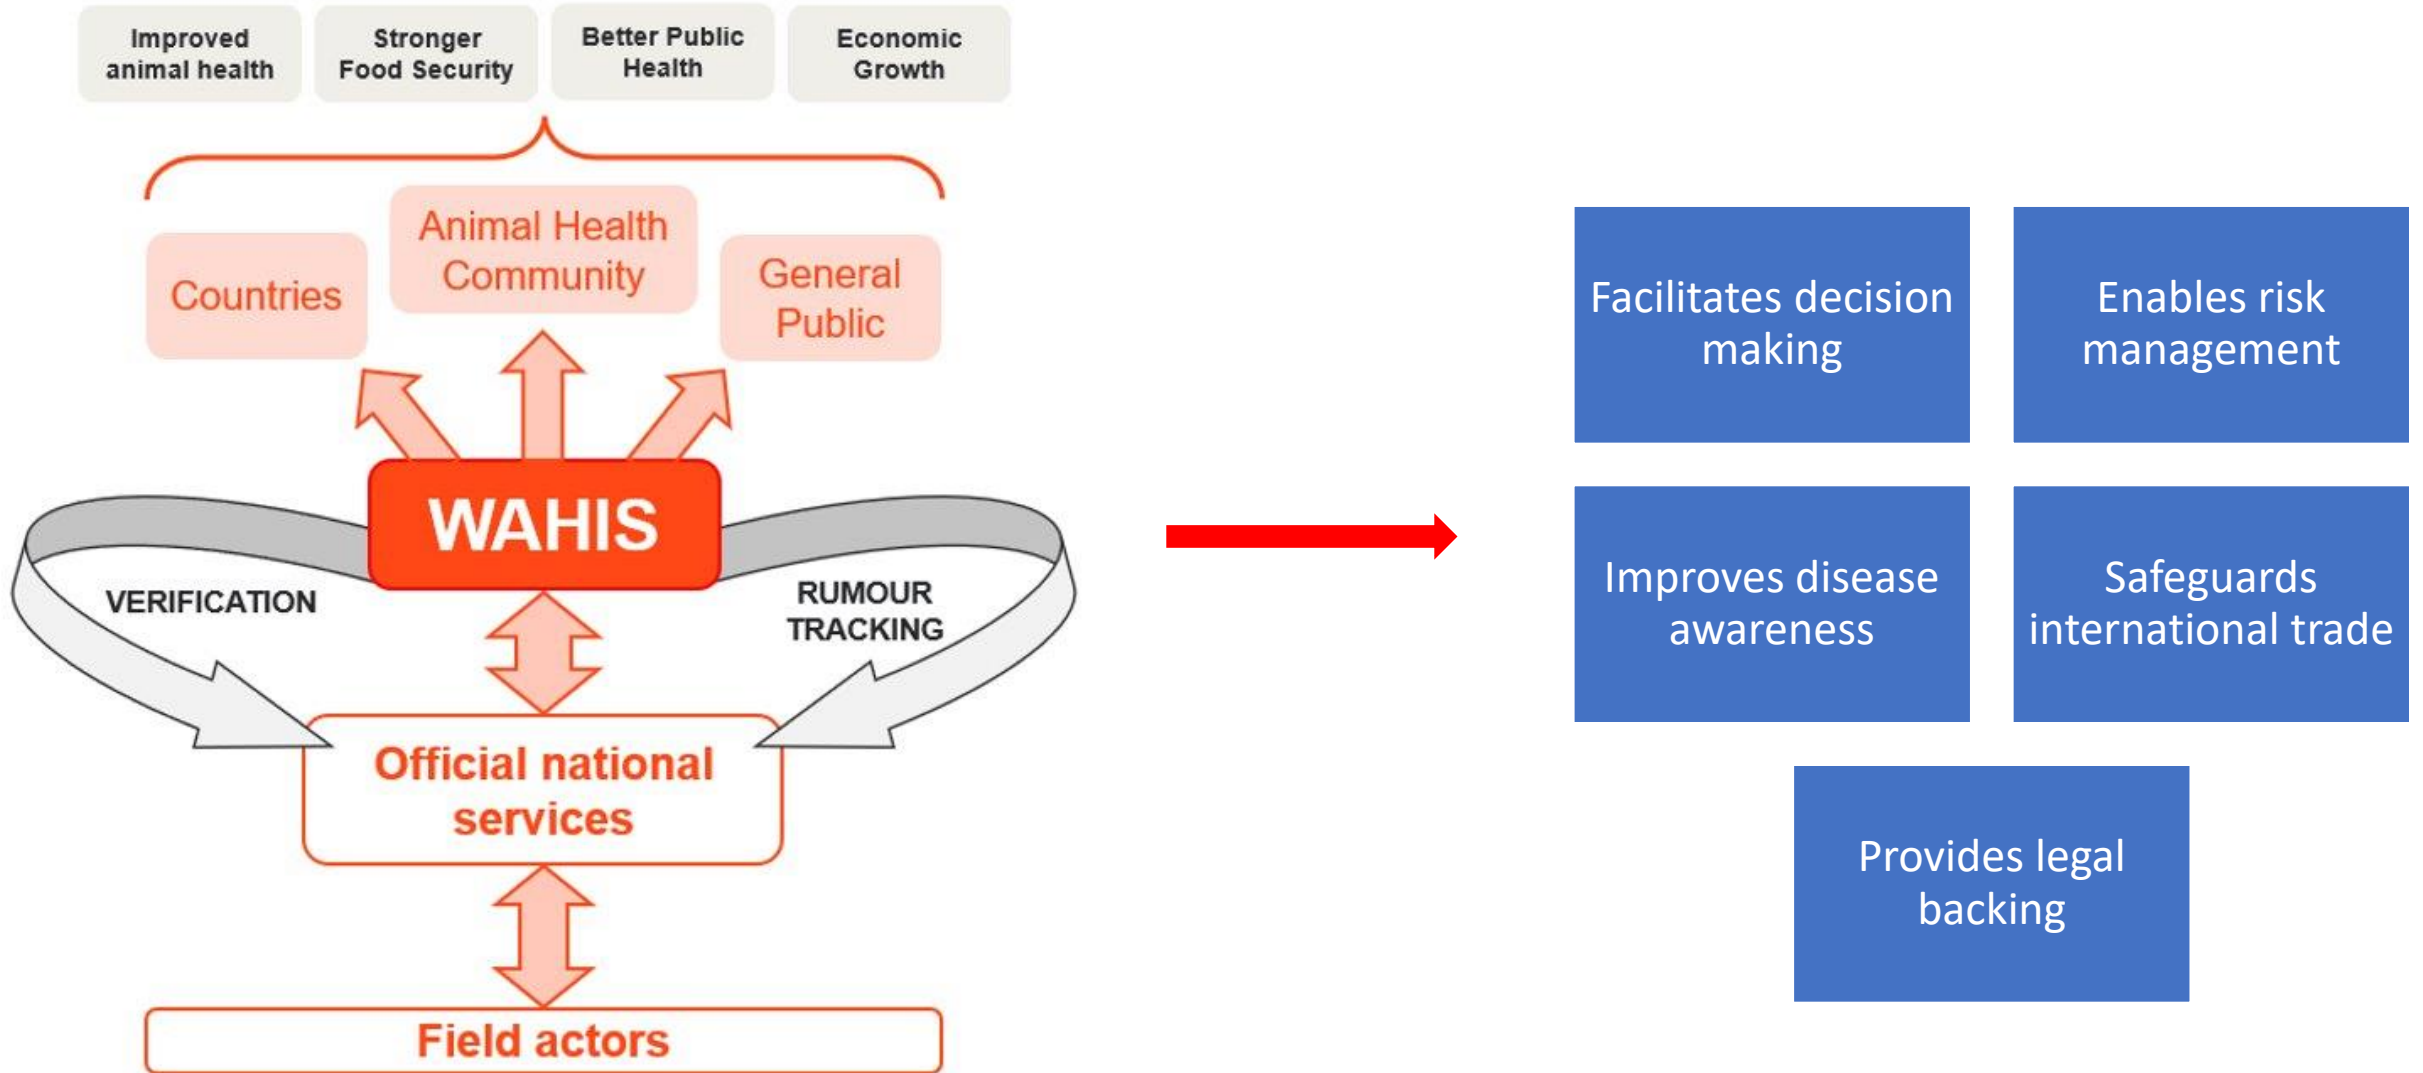 Improved
animal health
Stronger
Food Security
Better Public
Health
Economic
Growth
Countries
Animal Health
Community
General
Public
WAHIS
VERIFICATION
RUMOUR
TRACKING
Official national
services
Field actors
Facilitates decision
making
Enables risk
management
Improves disease
awareness
Safeguards
international trade
Provides legal
backing